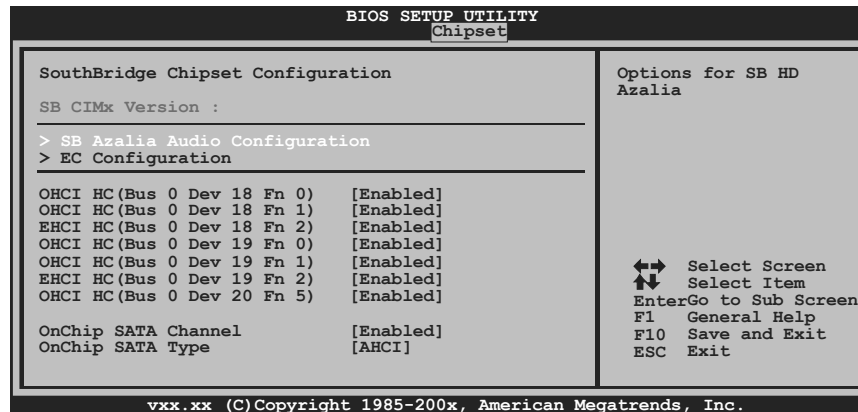 BIOS SETUP UTILITY
Chipset
SouthBridge Chipset Configuration
SB CIMx Version :
> SB Azalia Audio Configuration
> EC Configuration
OHCI HC(Bus 0 Dev 18 Fn 0) [Enabled]
OHCI HC(Bus 0 Dev 18 Fn 1) [Enabled]
EHCI HC(Bus 0 Dev 18 Fn 2) [Enabled]
OHCI HC(Bus 0 Dev 19 Fn 0) [Enabled]
OHCI HC(Bus 0 Dev 19 Fn 1) [Enabled]
EHCI HC(Bus 0 Dev 19 Fn 2) [Enabled]
OHCI HC(Bus 0 Dev 20 Fn 5) [Enabled]
OnChip SATA Channel [Enabled]
OnChip SATA Type [AHCI]
Options for SB HD
Azalia
Select Screen
Select Item
EnterGo to Sub Screen
F1 General Help
F10 Save and Exit
ESC Exit
vxx.xx (C)Copyright 1985-200x, American Megatrends, Inc.